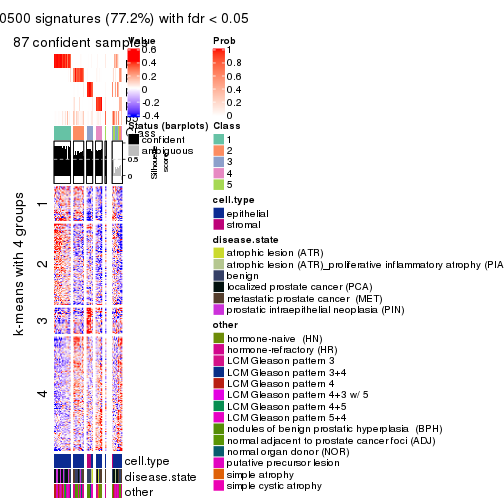 0500 signatures (77.2%) with fdr < 0.05
87 confident samples
Value
0.6
0.4
0.2
0
-0.2
-0.4
Prob
1
0.8
0.6
0.4
0.2
0
Status (barplots)
confident
ambiguous
Class
1
2
3
4
5
Class
0.5
0
Silhouette
score
cell.type
epithelial
stromal
disease.state
atrophic lesion (ATR)
atrophic lesion (ATR)_proliferative inflammatory atrophy (PIA
benign
localized prostate cancer (PCA)
metastatic prostate cancer (MET)
prostatic intraepithelial neoplasia (PIN)
other
hormone-naive (HN)
hormone-refractory (HR)
LCM Gleason pattern 3
LCM Gleason pattern 3+4
LCM Gleason pattern 4
LCM Gleason pattern 4+3 w/ 5
LCM Gleason pattern 4+5
LCM Gleason pattern 5+4
nodules of benign prostatic hyperplasia (BPH)
normal adjacent to prostate cancer foci (ADJ)
normal organ donor (NOR)
putative precursor lesion
simple atrophy
simple cystic atrophy
k-means with 4 groups
1
2
3
4
cell.type
disease.state
other